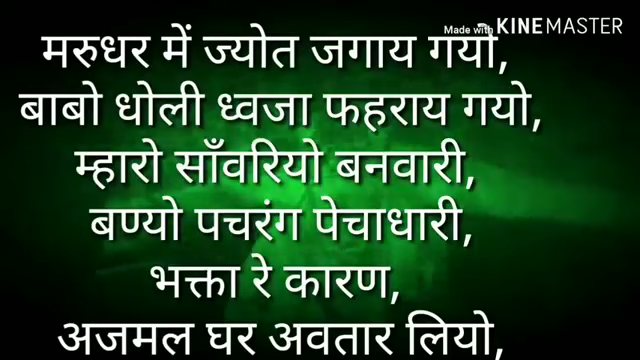 Made with KINEMASTER
मरुधर में ज्योत जगाय गयो,
बाबो धोली ध्वजा फहराय गयो,
म्हारो साँवरियो बनवारी,
बण्यो पचरंग पेचाधारी,
भक्ता रे कारण,
अजमल घर अवतार लियो,